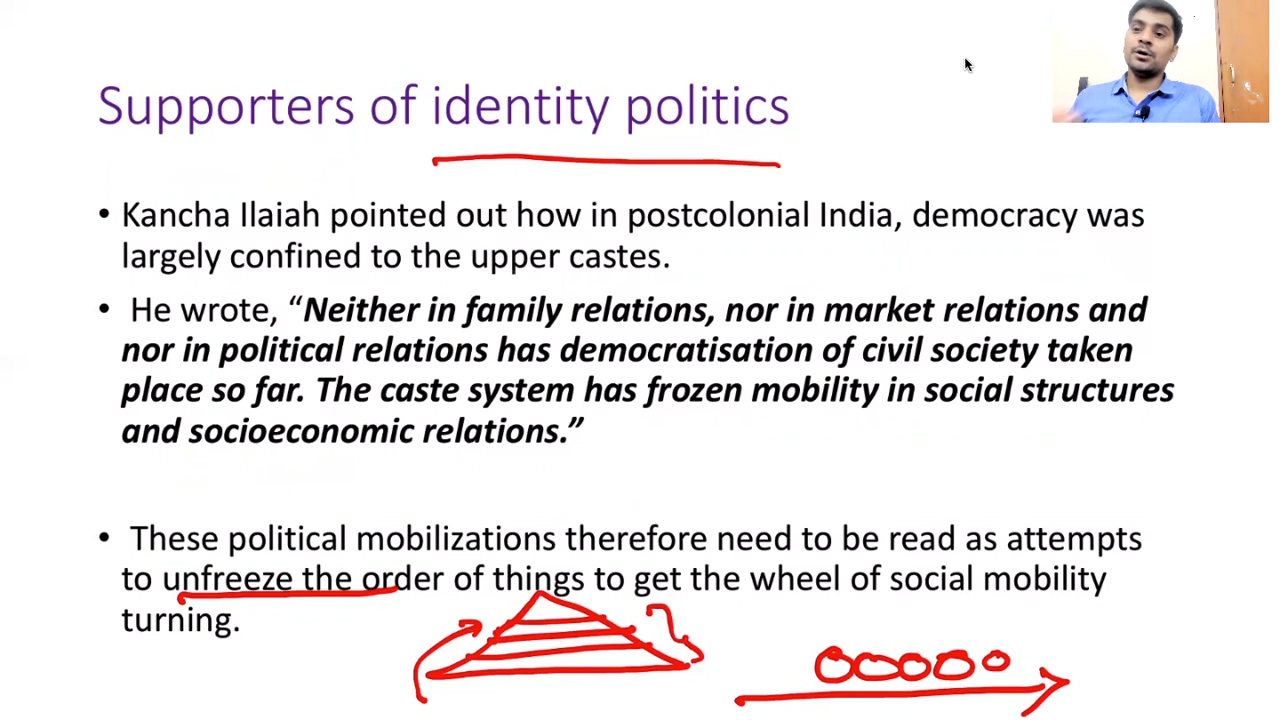 Supporters of identity politics
• Kancha Ilaiah pointed out how in postcolonial India, democracy was
largely confined to the upper castes.
• He wrote, “Neither in family relations, nor in market relations and
nor in political relations has democratisation of civil society taken
place so far. The caste system has frozen mobility in social structures
and socioeconomic relations.”
• These political mobilizations therefore need to be read as attempts
to unfreeze the order of things to get the wheel of social mobility
turning.